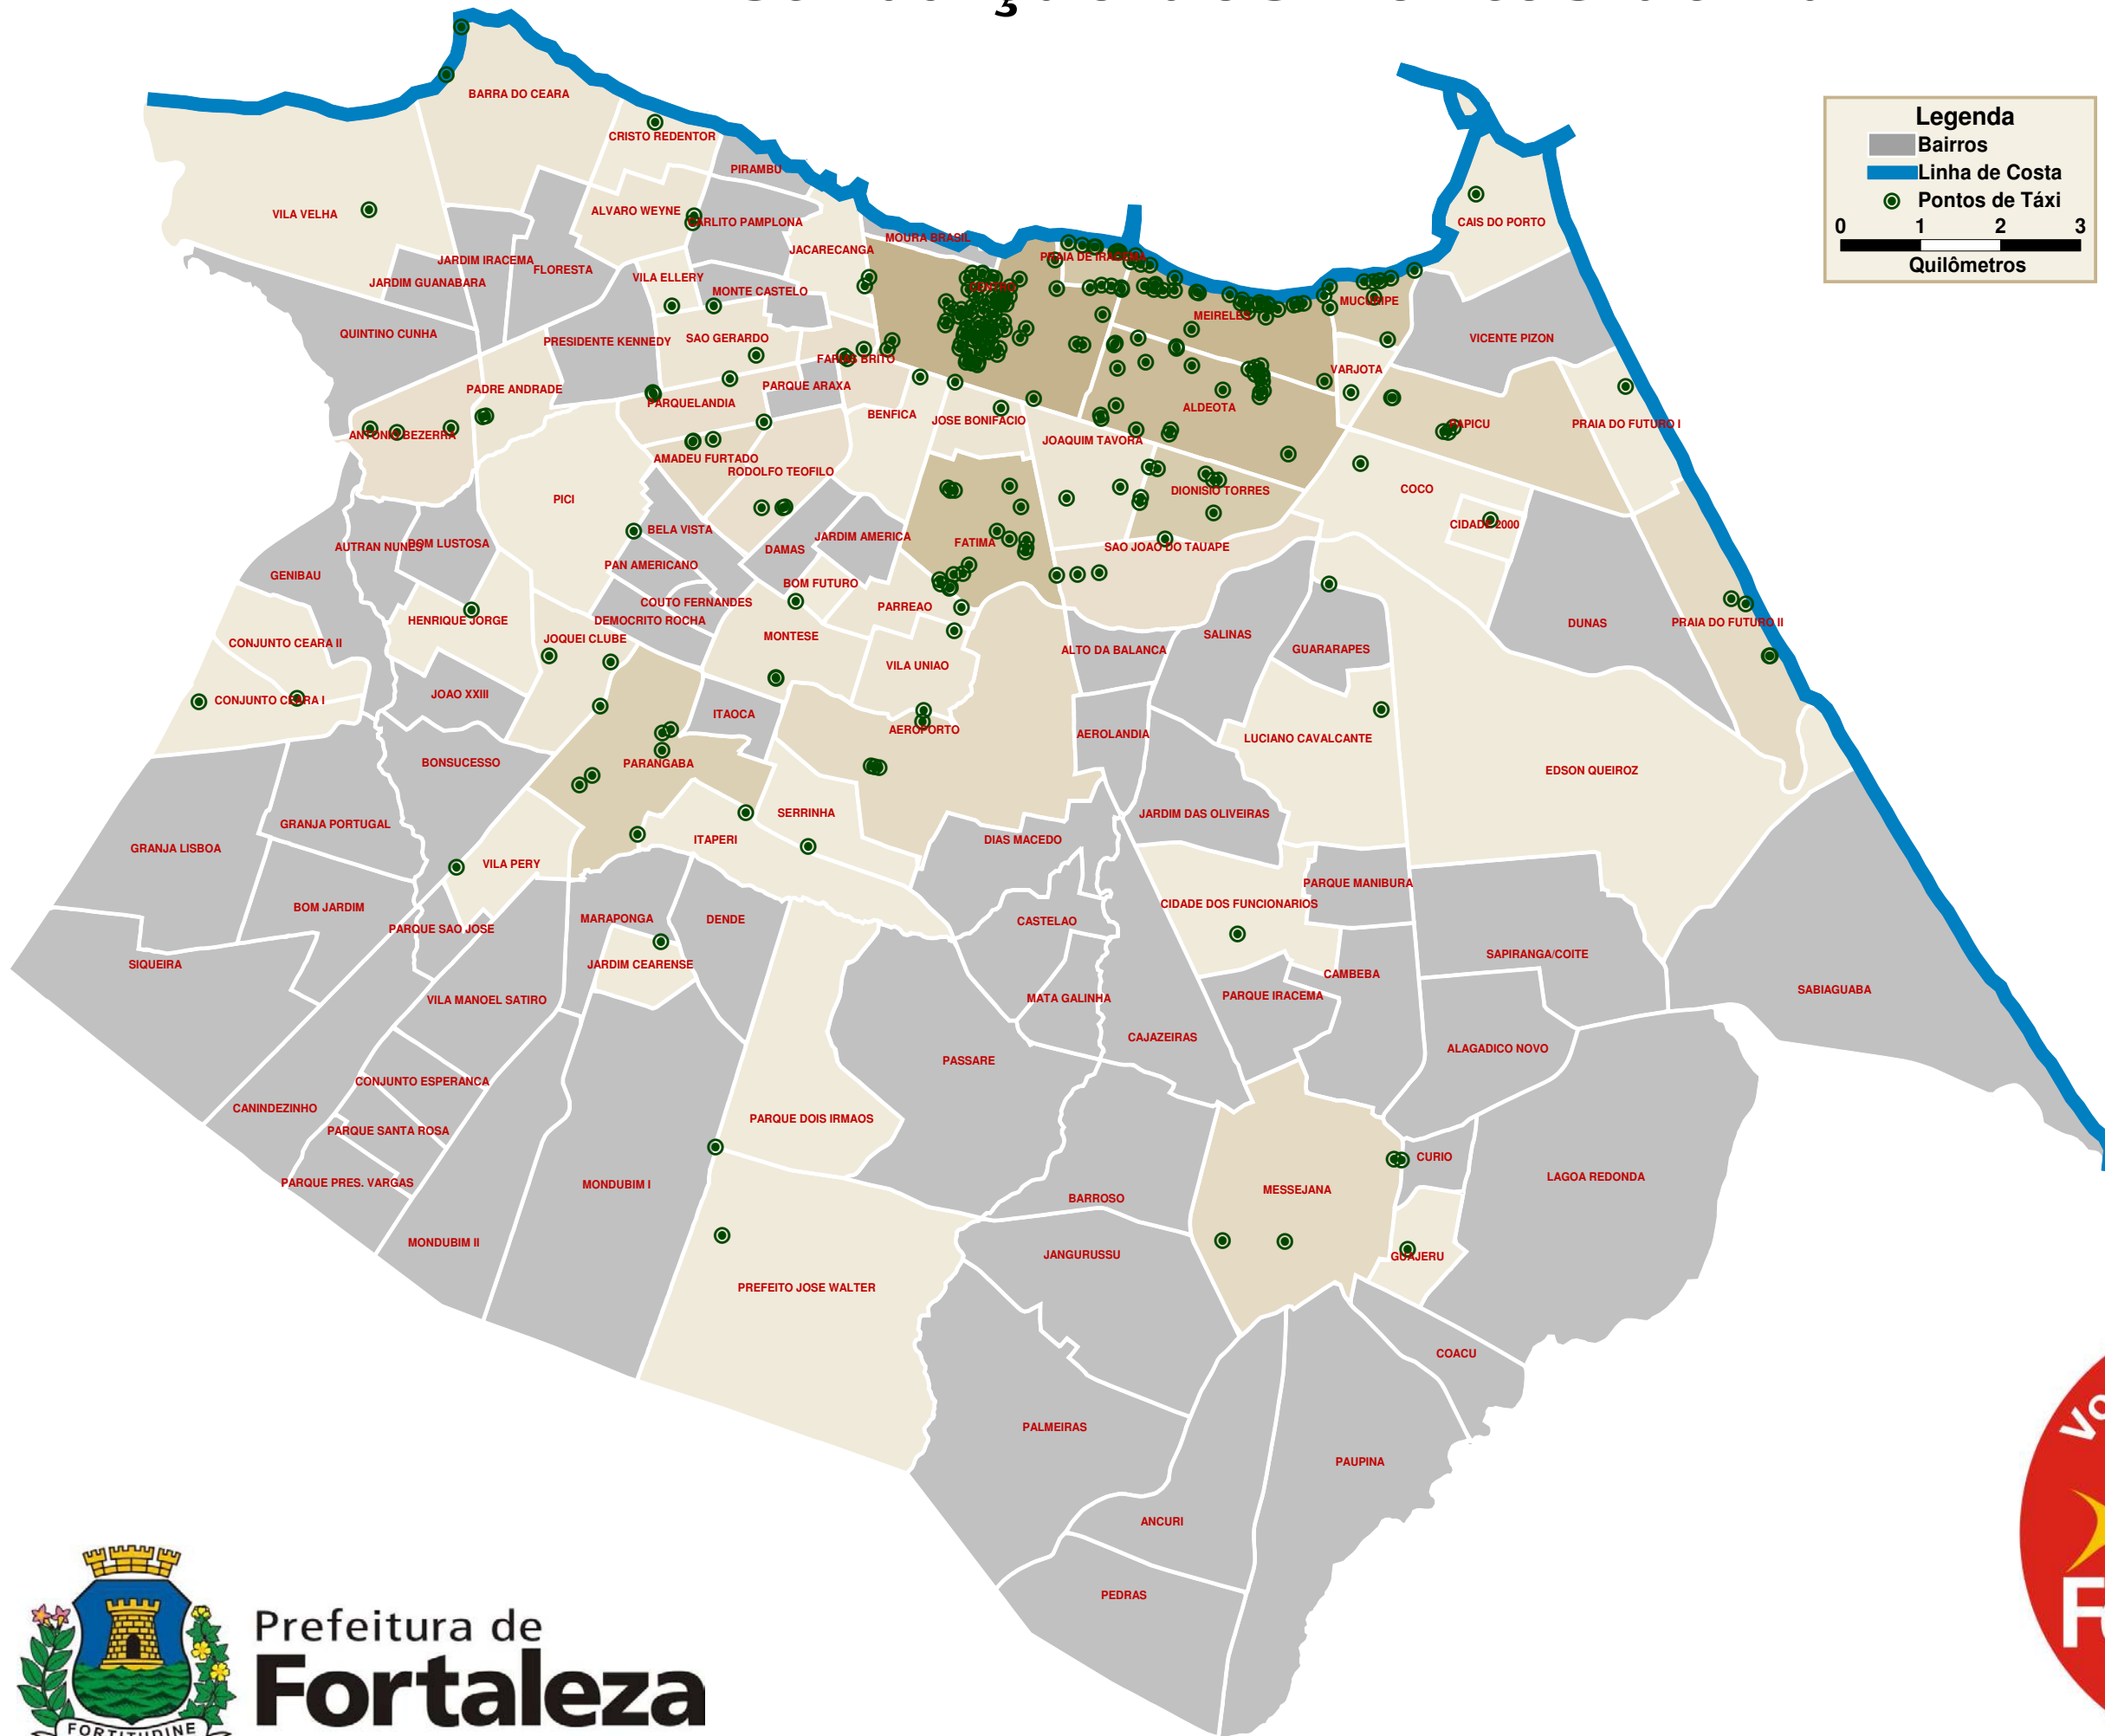 Legenda
Bairros
Linha de Costa
Pontos de Táxi
0 1 2 3
Quilômetros
BARRA DO CEARA
CRISTO REDENTOR
PIRAMBU
VILA VELHA
ALVARO WEYNE
CARLITO PAMPLONA
JACARECANGA
MOURA BRASIL
PRAIA DE IRACEMA
CAIS DO PORTO
JARDIM IRACEMA
FLORESTA
JARDIM GUANABARA
VILA ELLERY
MONTE CASTELO
CENTRO
MEIRELES
MUCURIPE
QUINTINO CUNHA
PRESIDENTE KENNEDY
SAO GERARDO
FARIAS BRITO
VICENTE PIZON
VARJOTA
PADRE ANDRADE
PARQUE ARAXA
PARQUELANDIA
BENFICA
JOSE BONIFACIO
ALDEOTA
PAPICU
PRAIA DO FUTURO I
ANTONIO BEZERRA
JOAQUIM TAVORA
AMADEU FURTADO
RODOLFO TEOFILO
DIONISIO TORRES
COCO
PICI
CIDADE 2000
BELA VISTA
JARDIM AMERICA
AUTRAN NUNES
DOM LUSTOSA
DAMAS
FATIMA
SAO JOAO DO TAUAPE
GENIBAU
PAN AMERICANO
BOM FUTURO
COUTO FERNANDES
PARREAO
HENRIQUE JORGE
DEMOCRITO ROCHA
DUNAS
PRAIA DO FUTURO II
CONJUNTO CEARA II
JOQUEI CLUBE
MONTESE
SALINAS
ALTO DA BALANCA
GUARARAPES
VILA UNIAO
CONJUNTO CEARA I
JOAO XXIII
ITAOCA
AEROPORTO
AEROLANDIA
LUCIANO CAVALCANTE
BONSUCESSO
PARANGABA
EDSON QUEIROZ
SERRINHA
JARDIM DAS OLIVEIRAS
GRANJA PORTUGAL
GRANJA LISBOA
ITAPERI
DIAS MACEDO
VILA PERY
PARQUE MANIBURA
BOM JARDIM
CIDADE DOS FUNCIONARIOS
MARAPONGA
DENDE
CASTELAO
PARQUE SAO JOSE
SIQUEIRA
JARDIM CEARENSE
SAPIRANGA/COITE
CAMBEBA
VILA MANOEL SATIRO
MATA GALINHA
PARQUE IRACEMA
SABIAGUABA
CAJAZEIRAS
ALAGADICO NOVO
PASSARE
CONJUNTO ESPERANCA
CANINDEZINHO
PARQUE DOIS IRMAOS
PARQUE SANTA ROSA
CURIO
PARQUE PRES. VARGAS
MONDUBIM I
MESSEJANA
LAGOA REDONDA
BARROSO
MONDUBIM II
JANGURUSSU
GUAJERU
PREFEITO JOSE WALTER
COACU
PALMEIRAS
PAUPINA
ANCURI
PEDRAS
Prefeitura de
Fortaleza
FORTITUDINE